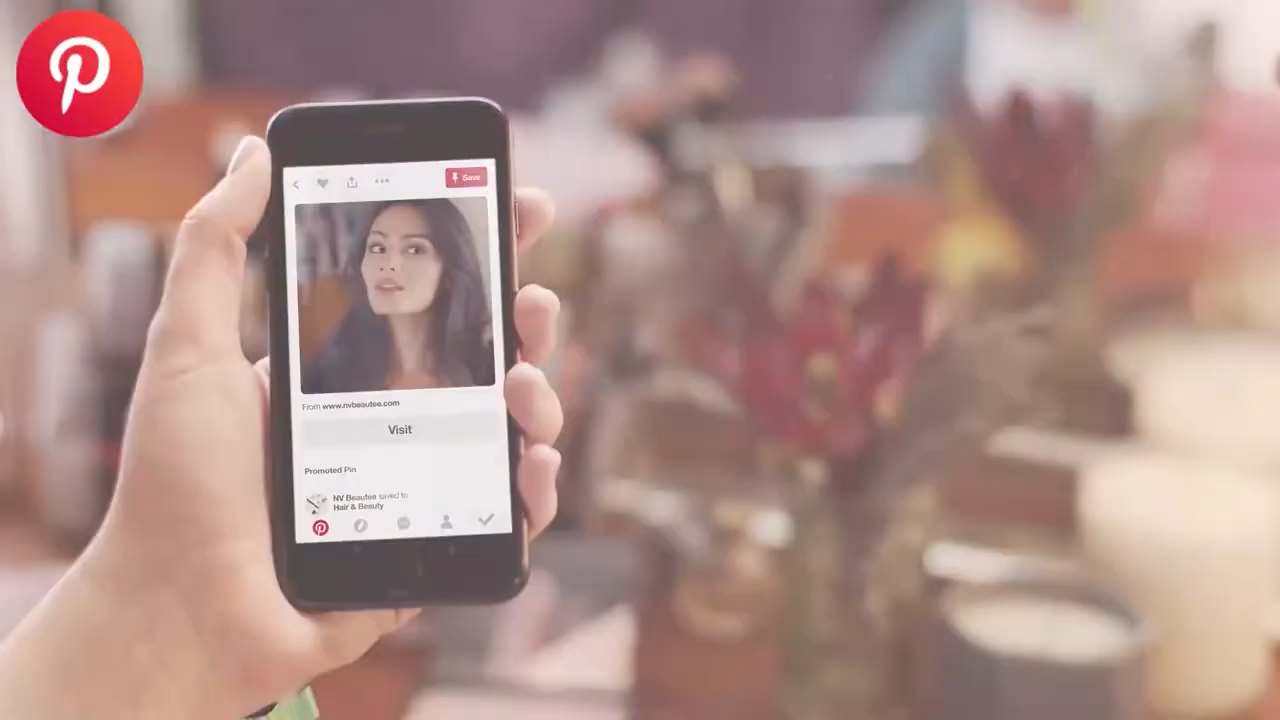 Save
From www.nvbeautee.com
Visit
Promoted Pin
NV Beautee saved to
Hair & Beauty